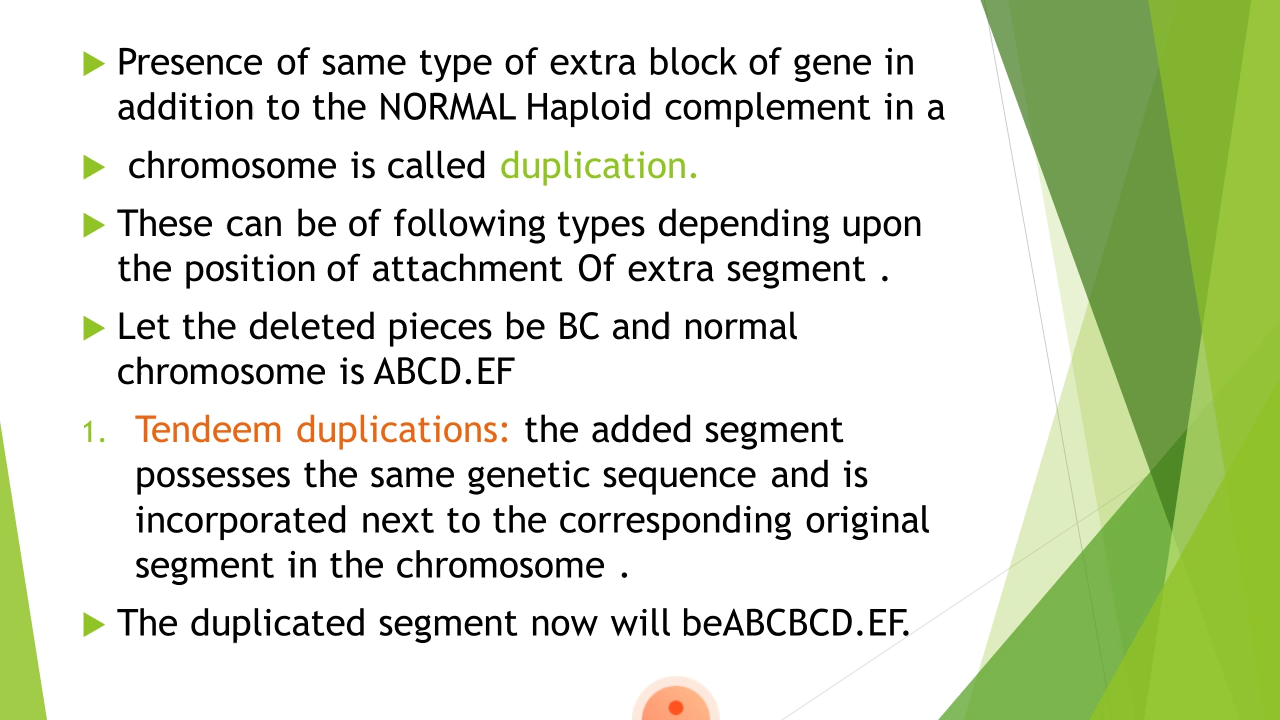 Presence of same type of extra block of gene in
addition to the NORMAL Haploid complement in a
chromosome is called duplication.
These can be of following types depending upon
the position of attachment Of extra segment .
Let the deleted pieces be BC and normal
chromosome is ABCD.EF
1. Tendeem duplications: the added segment
possesses the same genetic sequence and is
incorporated next to the corresponding original
segment in the chromosome .
The duplicated segment now will beABCBCD.EF.